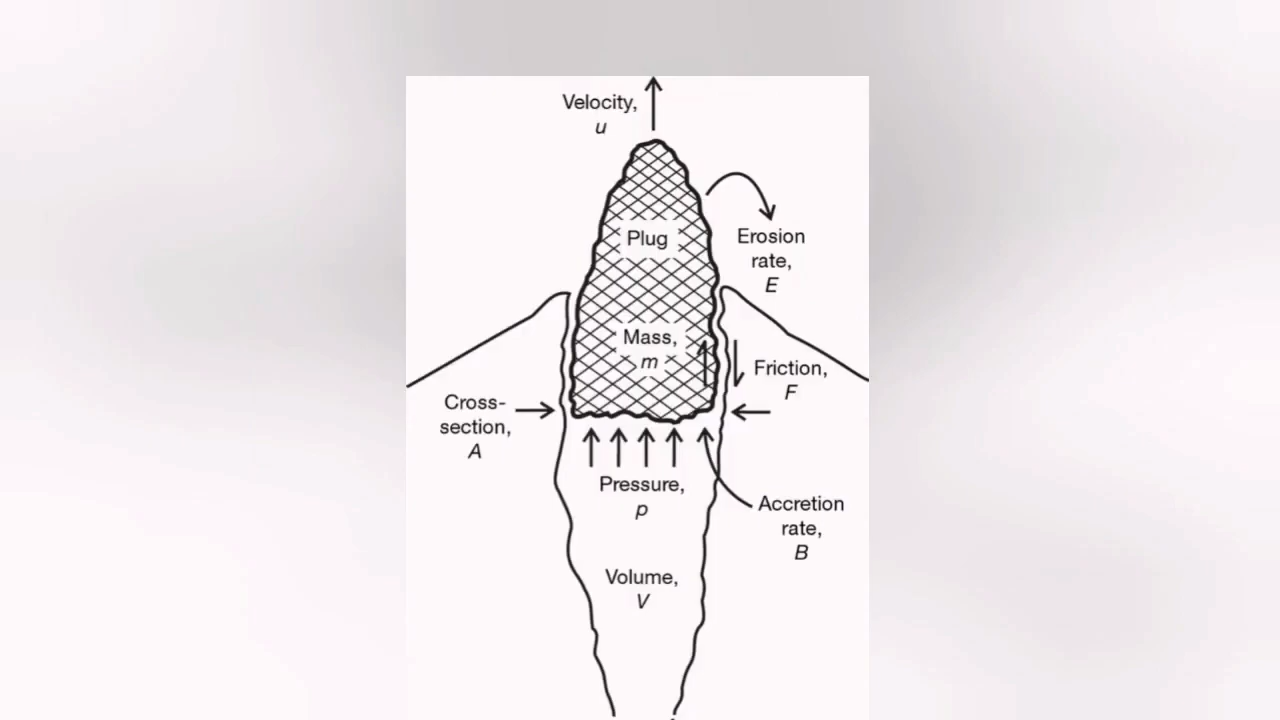 Velocity,
u
Plug
Erosion
rate,
E
Mass,
m
Friction,
F
Cross-
section,
A
Pressure,
p
Accretion
rate,
B
Volume,
V